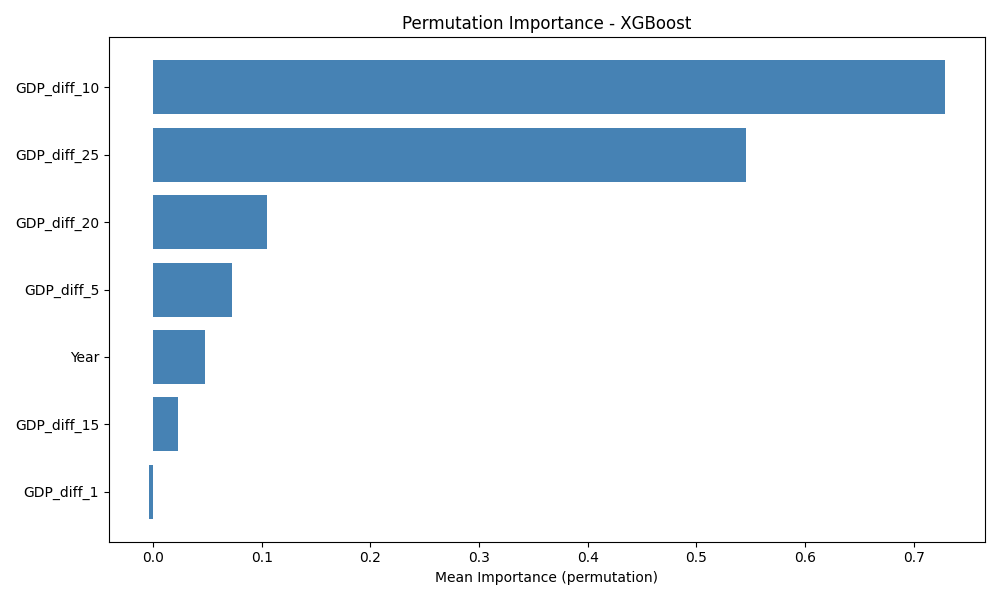 Permutation Importance - XGBoost
GDP_diff_10
GDP_diff_25
GDP_diff_20
GDP_diff_5
Year
GDP_diff_15
GDP_diff_1
0.0 0.1 0.2 0.3 0.4 0.5 0.6 0.7
Mean Importance (permutation)